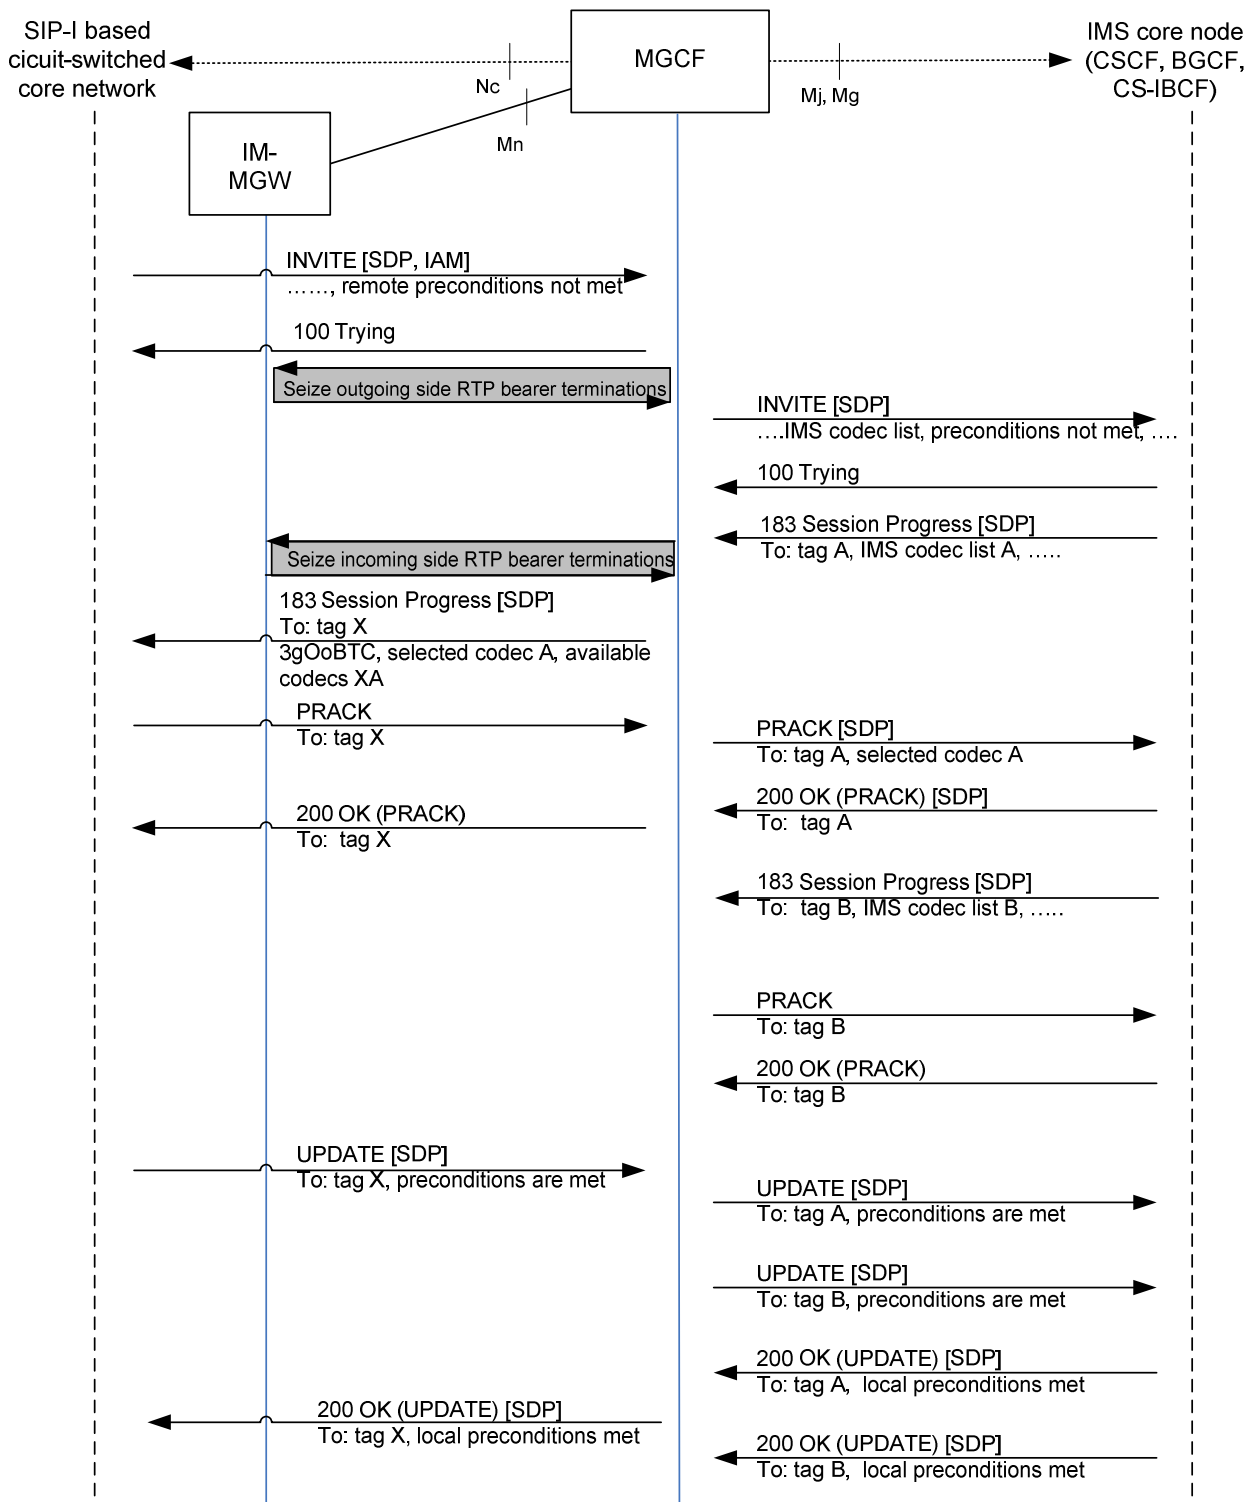 SIP-I based
cicuit-switched
core network
MGCF
IMS core node
(CSCF, BGCF,
CS-IBCF)
Nc
Mj, Mg
Mn
IM-
MGW
INVITE [SDP, IAM]
......, remote preconditions not met
100 Trying
Seize outgoing side RTP bearer terminations
INVITE [SDP]
....IMS codec list, preconditions not met, ....
100 Trying
183 Session Progress [SDP]
To: tag A, IMS codec list A, .....
Seize incoming side RTP bearer terminations
183 Session Progress [SDP]
To: tag X
3gOoBTC, selected codec A, available
codecs XA
PRACK
To: tag X
PRACK [SDP]
To: tag A, selected codec A
200 OK (PRACK) [SDP]
To: tag A
200 OK (PRACK)
To: tag X
183 Session Progress [SDP]
To: tag B, IMS codec list B, .....
PRACK
To: tag B
200 OK (PRACK)
To: tag B
UPDATE [SDP]
To: tag X, preconditions are met
UPDATE [SDP]
To: tag A, preconditions are met
UPDATE [SDP]
To: tag B, preconditions are met
200 OK (UPDATE) [SDP]
To: tag A, local preconditions met
200 OK (UPDATE) [SDP]
To: tag X, local preconditions met
200 OK (UPDATE) [SDP]
To: tag B, local preconditions met